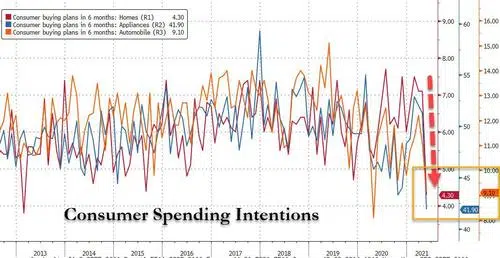 Consumer buying plans in 6 months: Homes (R1) 4.30
Consumer buying plans in 6 months: Appliances (R2) 41.90
Consumer buying plans in 6 months: Automobile (R3) 9.10
9.00 60 16.00
15.00
8.00
14.00
55
7.00 13.00
12.00
6.00 50
11.00
5.00 10.00
45
4.30 9.10
4.00 41.90
8.00
Consumer Spending Intentions
2013 2014 2015 2016 2017 2018 2019 2020 2021